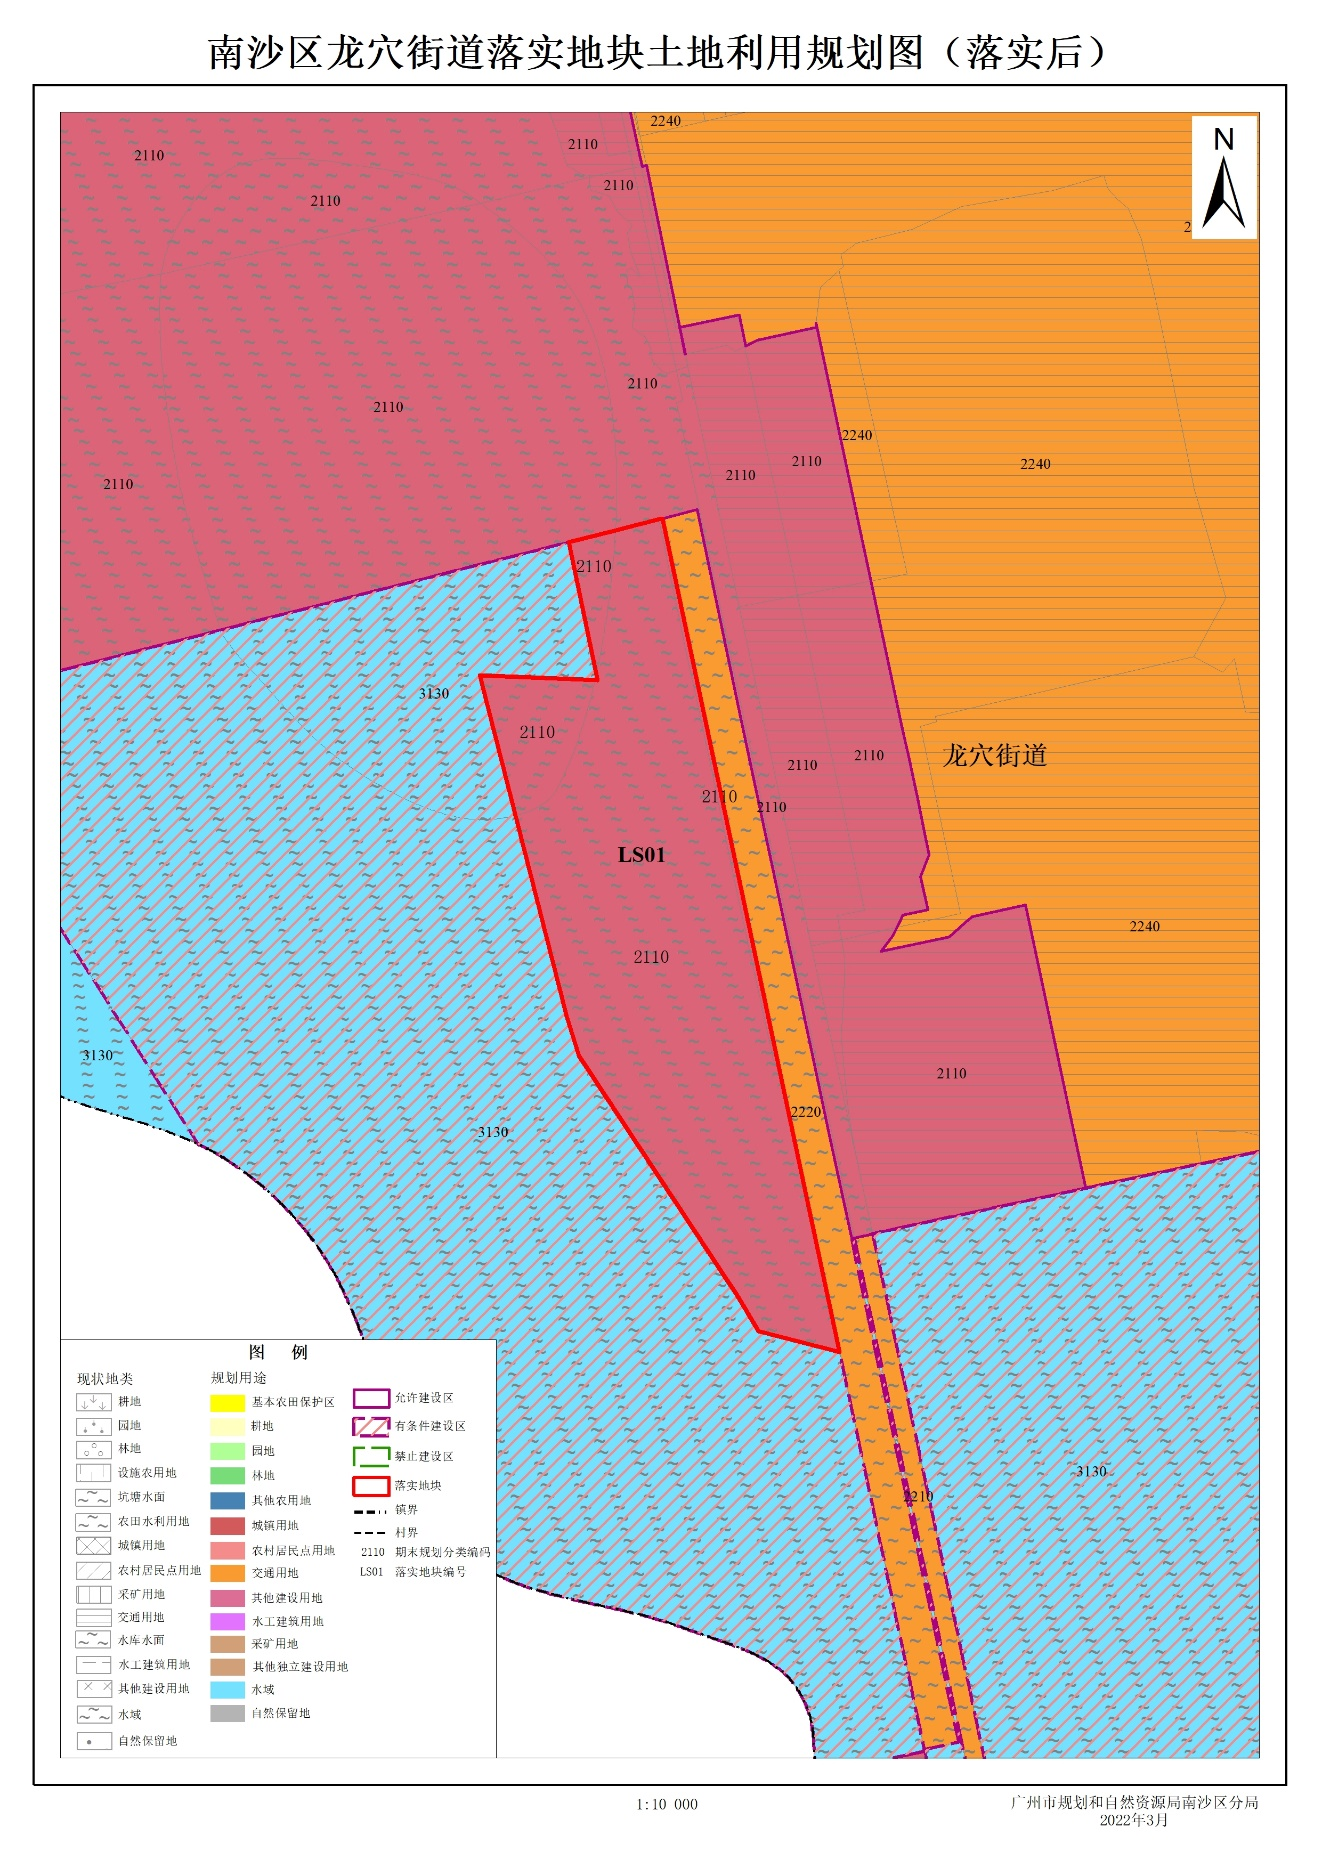 南沙区龙穴街道落实地块土地利用规划图（落实后）
2240
N
2110
2110
2110
2110
2
2110
2110
2240
2110
2240
2110
2110
2110
2110
3130
2110
龙穴街道
2110
2110
2110
2110
LS01
2240
2110
3130
2110
2220
3130
3130
2210
图 例
现状地类
耕地
园地
林地
设施农用地
坑塘水面
农田水利用地
城镇用地
农村居民点用地
采矿用地
交通用地
水库水面
水工建筑用地
其他建设用地
水域
自然保留地
规划用途
基本农田保护区
耕地
园地
林地
其他农用地
城镇用地
农村居民点用地
交通用地
其他建设用地
水工建筑用地
采矿用地
其他独立建设用地
水域
自然保留地
允许建设区
有条件建设区
禁止建设区
落实地块
镇界
村界
2110 期末规划分类编码
LS01 落实地块编号
1:10 000
广州市规划和自然资源局南沙区分局
2022年3月